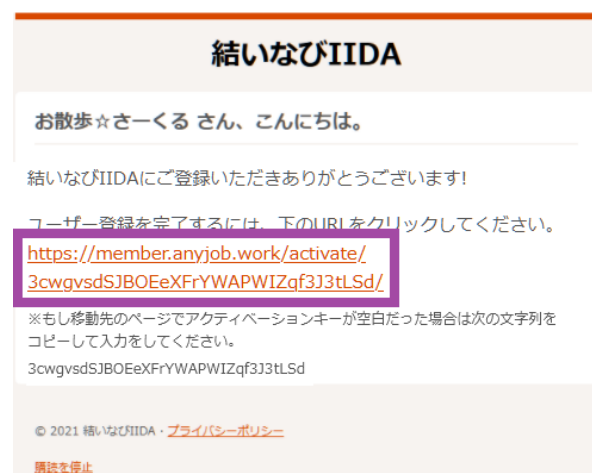 結いなびIIDA
お散歩☆さーくる さん、こんにちは。
結いなびIIDAにご登録いただきありがとうございます!
ユーザー登録を完了するには、下のURLをクリックしてください。
https://member.anyjob.work/activate/
3cwgvsdSJBOEeXFrYWAPWIZqf3J3tLSd/
※もし移動先のページでアクティベーションキーが空白だった場合は次の文字列を
コピーして入力をしてください。
3cwgvsdSJBOEeXFrYWAPWIZqf3J3tLSd
© 2021 結いなびIIDA · プライバシーポリシー
購読を停止